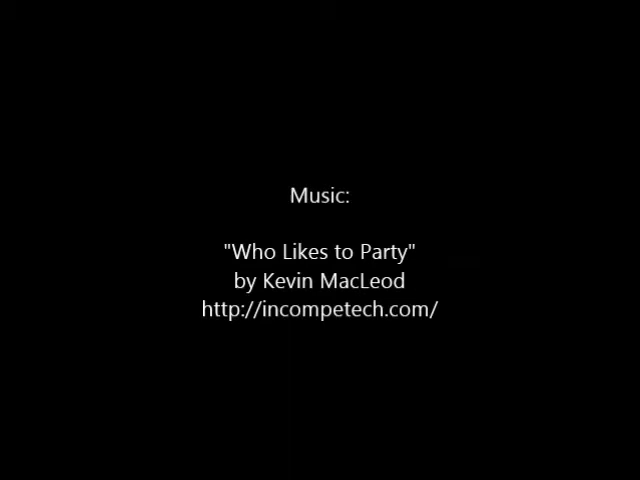 Music:
"Who Likes to Party"
by Kevin MacLeod
http://incompetech.com/